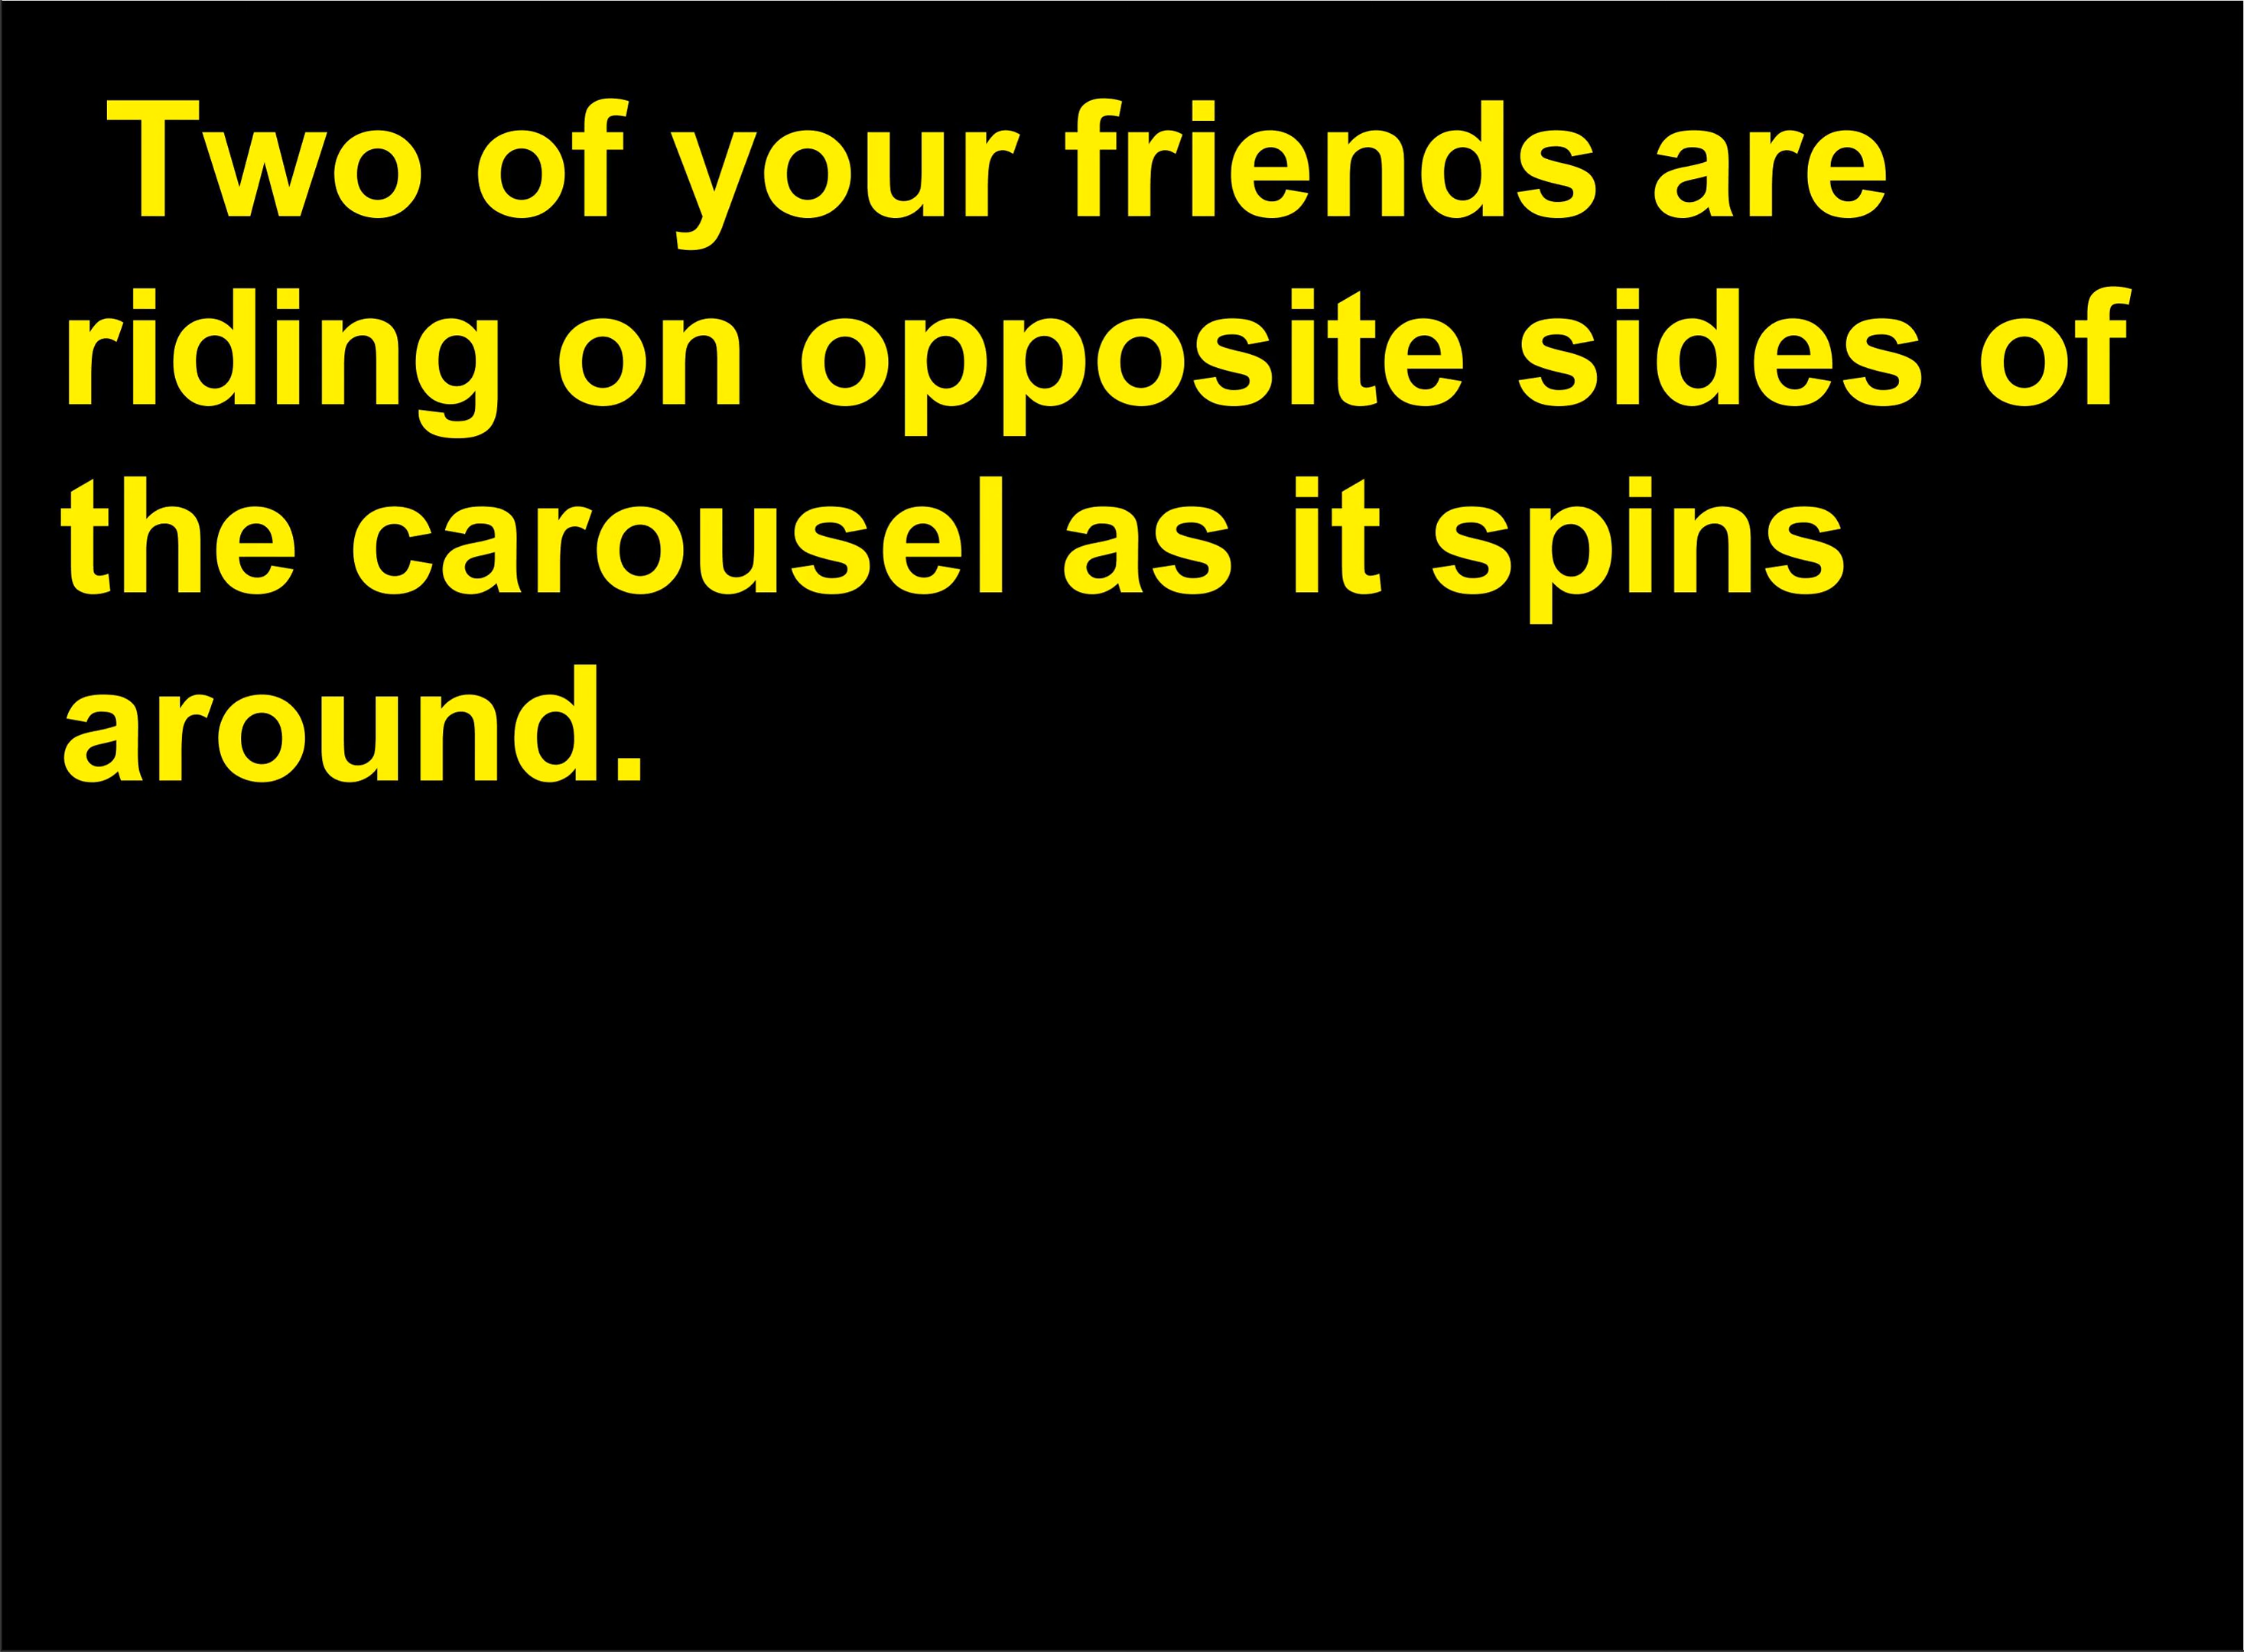 Two of your friends are
riding on opposite sides of
the carousel as it spins
around.